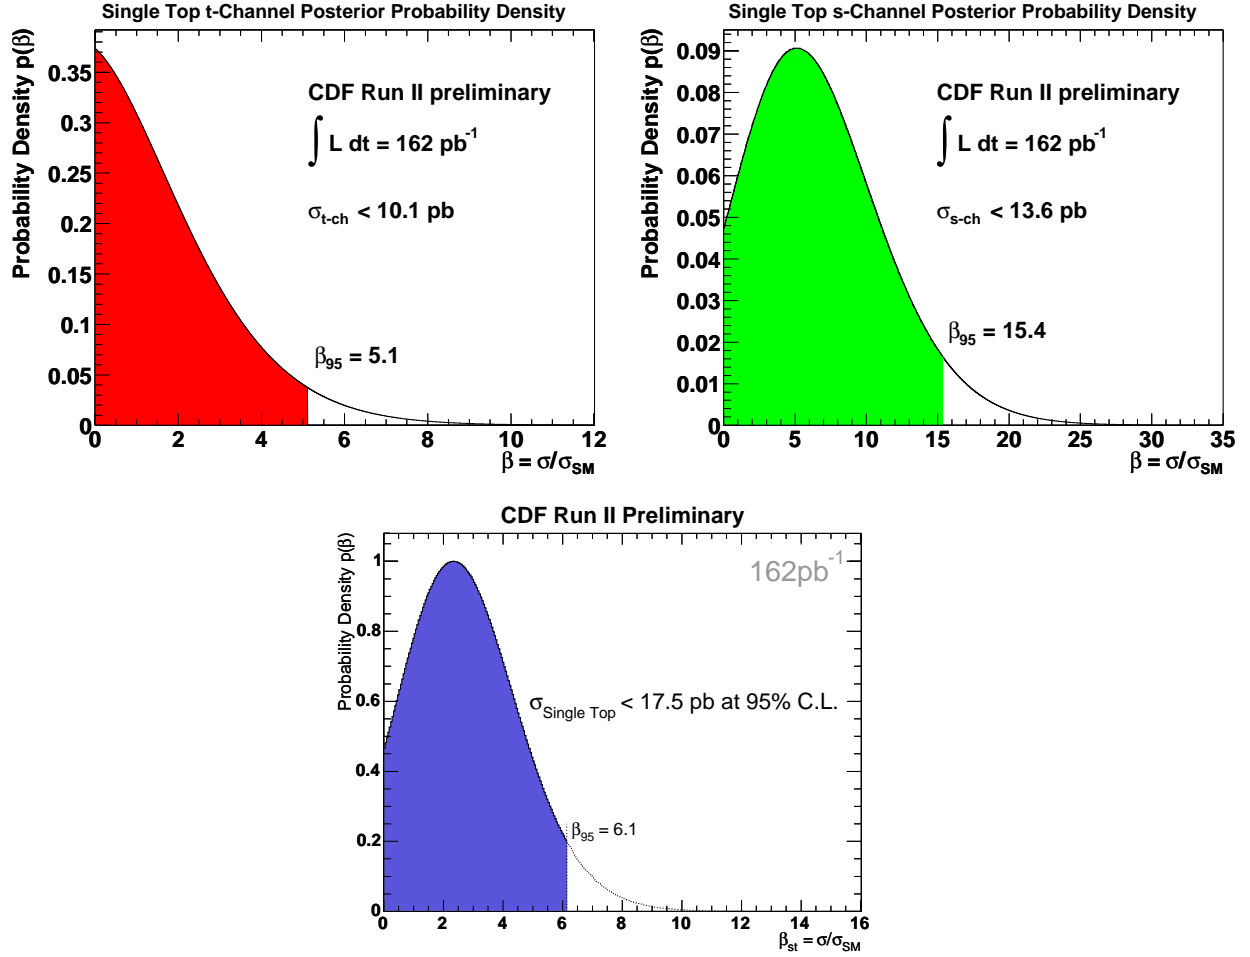 Single Top t-Channel Posterior Probability Density
Probability Density p(β)
0.35
0.3
0.25
0.2
0.15
0.1
0.05
0
CDF Run II preliminary
∫ L dt = 162 pb⁻¹
σt-ch < 10.1 pb
β95 = 5.1
0 2 4 6 8 10 12
β = σ/σSM
Single Top s-Channel Posterior Probability Density
Probability Density p(β)
0.09
0.08
0.07
0.06
0.05
0.04
0.03
0.02
0.01
0
CDF Run II preliminary
∫ L dt = 162 pb⁻¹
σs-ch < 13.6 pb
β95 = 15.4
0 5 10 15 20 25 30 35
β = σ/σSM
CDF Run II Preliminary
Probability Density p(β)
1
0.8
0.6
0.4
0.2
0
162pb⁻¹
σSingle Top < 17.5 pb at 95% C.L.
β95 = 6.1
0 2 4 6 8 10 12 14 16
βst = σ/σSM